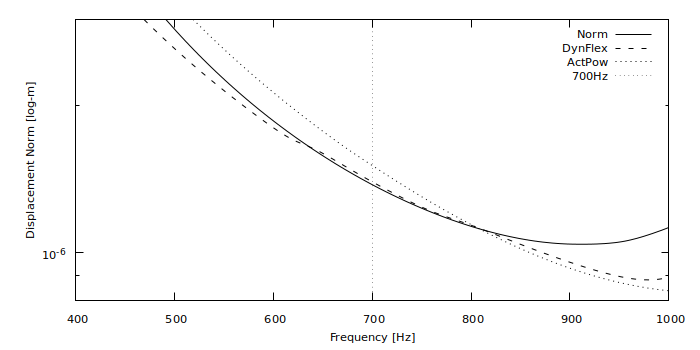 Norm
DynFlex
ActPow
700Hz
Displacement Norm [log-m]
10-6
400 500 600 700 800 900 1000
Frequency [Hz]